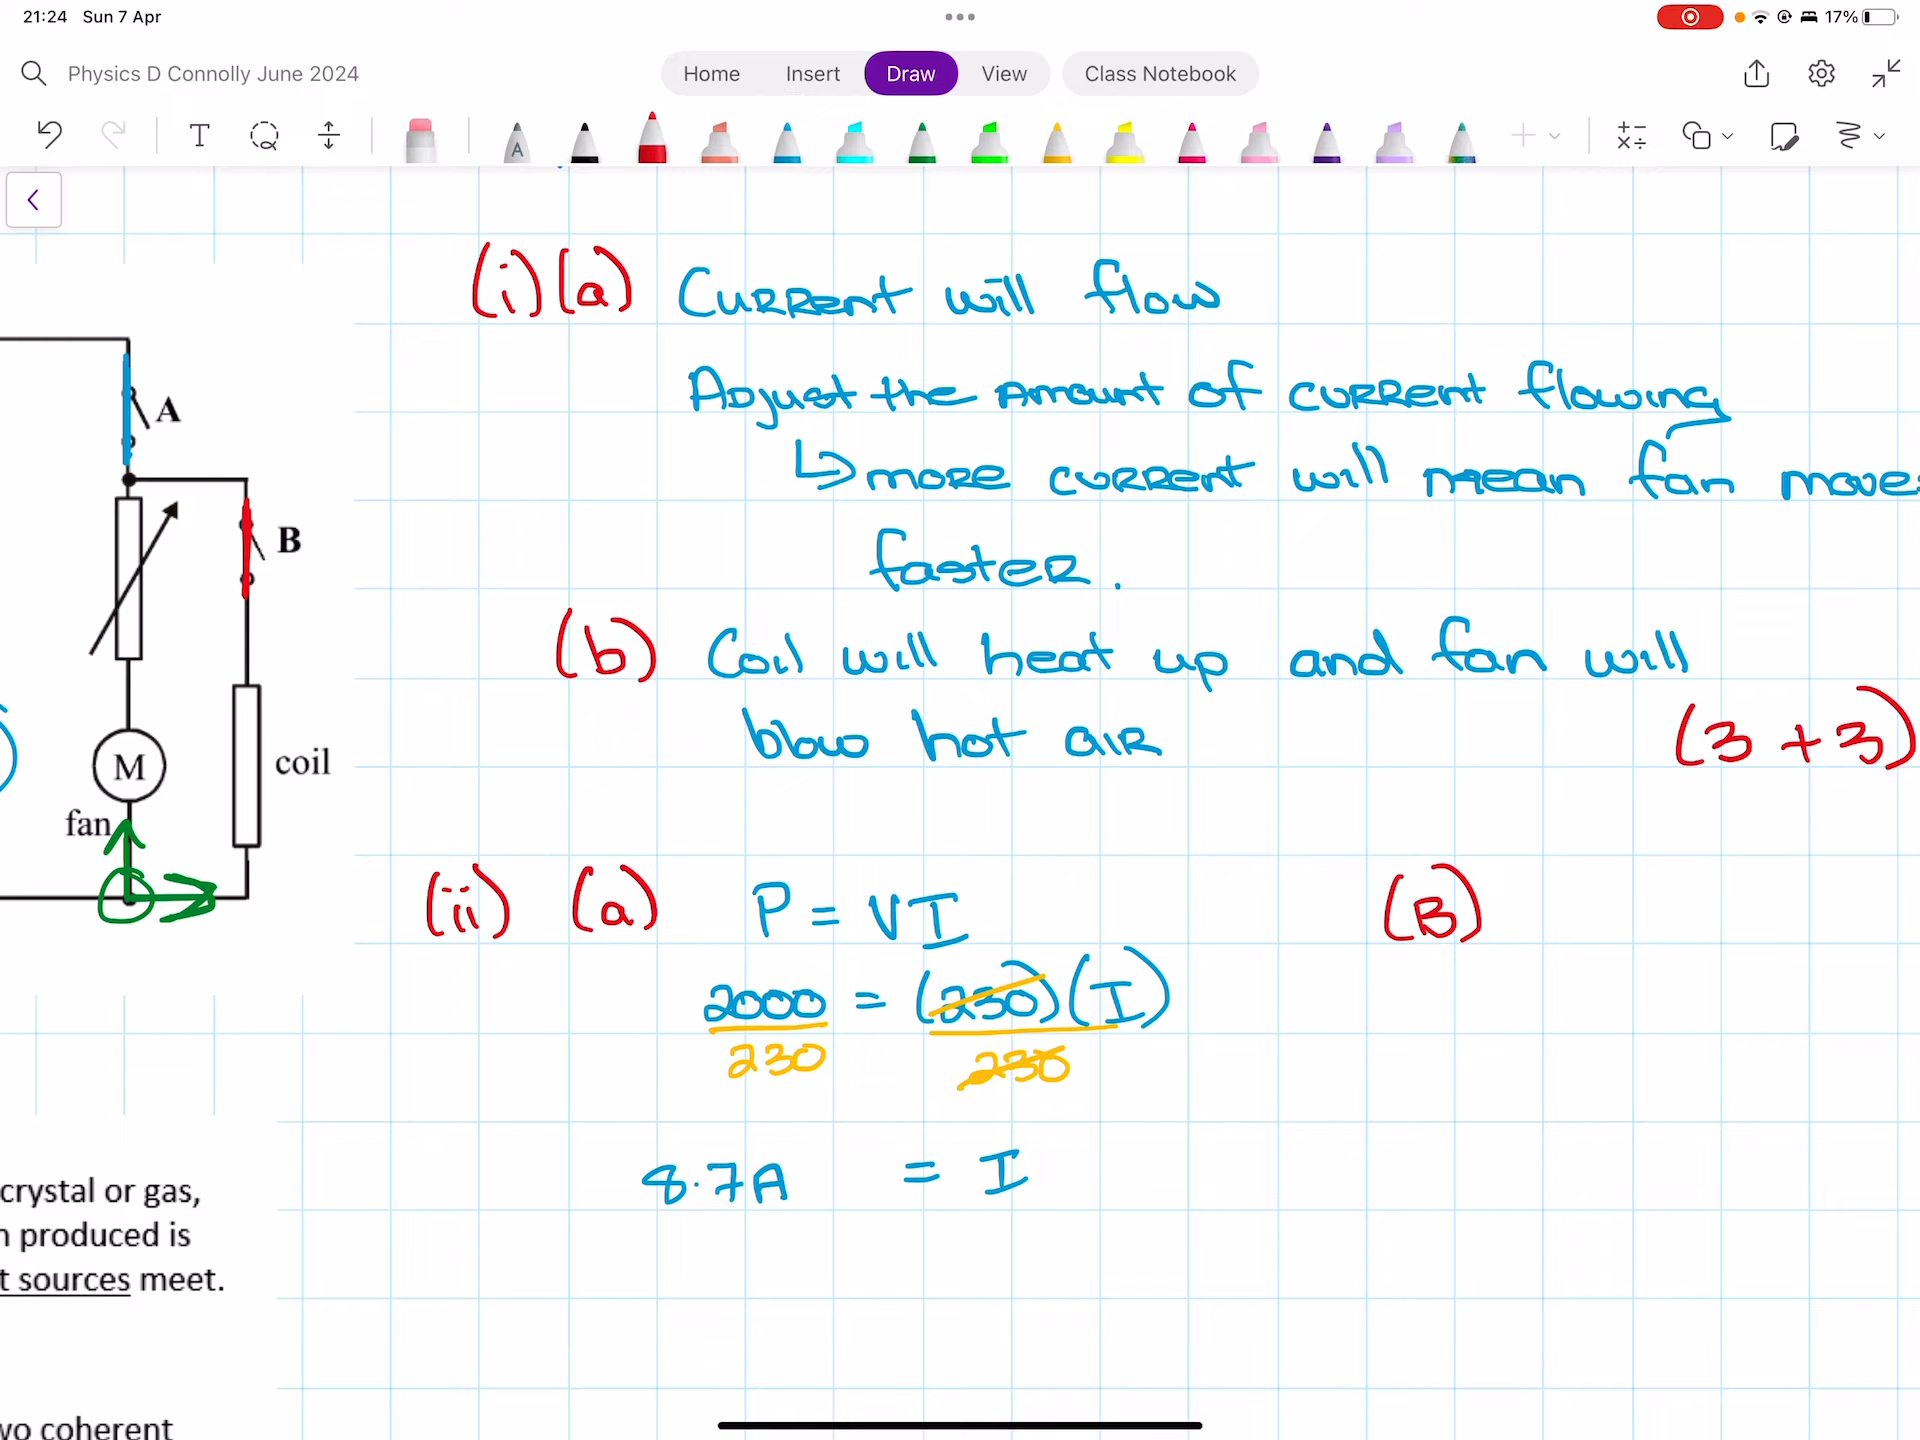 21:24 Sun 7 Apr
17%
Physics D Connolly June 2024
Home Insert Draw View Class Notebook
T
A
(i) (a) Current will flow
Adjust the amount of current flowing
↳ more current will mean fan moves
faster.
A
B
(b) Coil will heat up and fan will
blow hot air
(3 + 3)
M
coil
fan
(ii) (a) P = VI
(B)
2000 = (230)(I)
230 230
8.7A = I
crystal or gas,
n produced is
t sources meet.
wo coherent